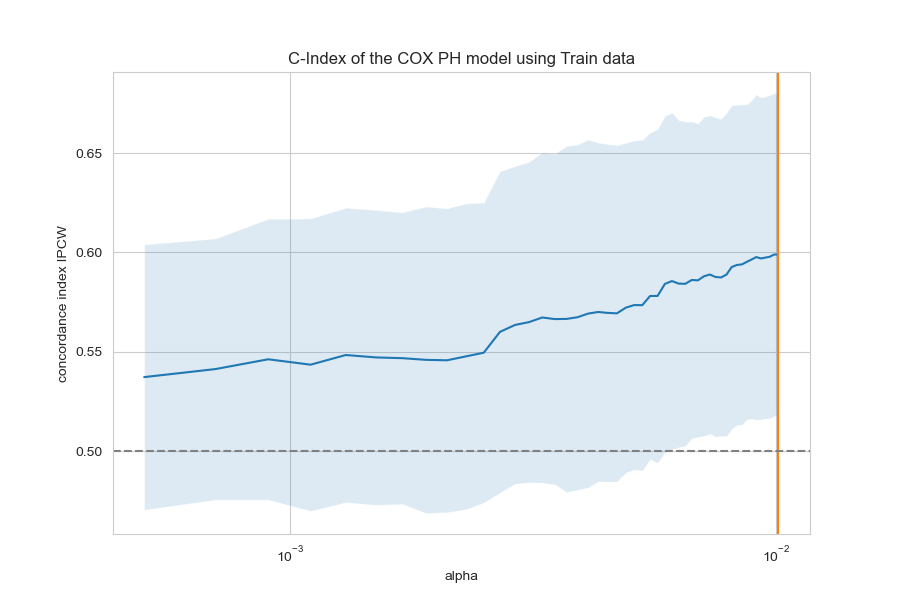 C-Index of the COX PH model using Train data
concordance index IPCW
0.65
0.60
0.55
0.50
10⁻³
10⁻²
alpha